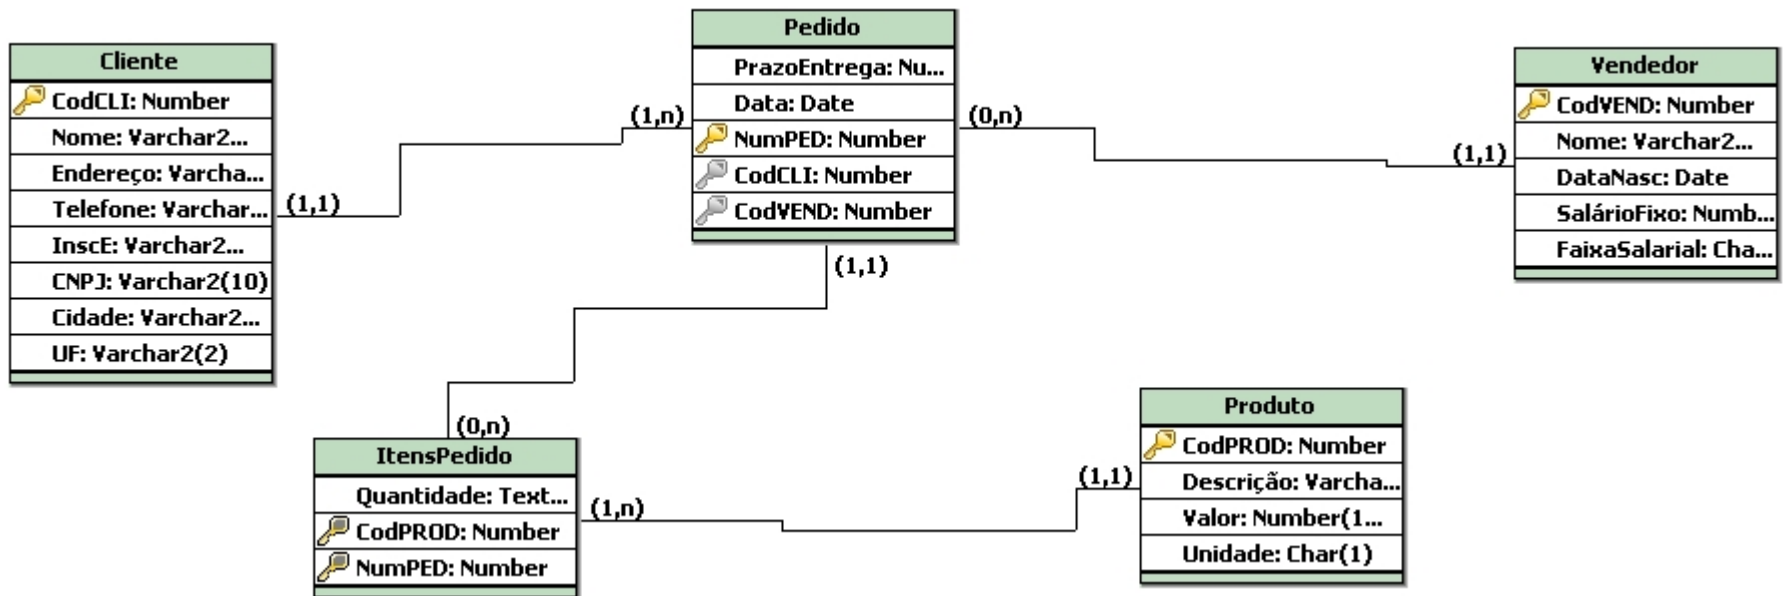 Cliente
CodCLI: Number
Nome: Varchar2...
Endereço: Varcha...
Telefone: Varchar...
InscE: Varchar2...
CNPJ: Varchar2(10)
Cidade: Varchar2...
UF: Varchar2(2)
(1,1)
(1,n)
Pedido
PrazoEntrega: Nu...
Data: Date
NumPED: Number
CodCLI: Number
CodVEND: Number
(0,n)
(1,1)
(1,1)
Vendedor
CodVEND: Number
Nome: Varchar2...
DataNasc: Date
SalárioFixo: Numb...
FaixaSalarial: Cha...
(0,n)
ItensPedido
Quantidade: Text...
CodPROD: Number
NumPED: Number
(1,n)
(1,1)
Produto
CodPROD: Number
Descrição: Varcha...
Valor: Number(1...
Unidade: Char(1)